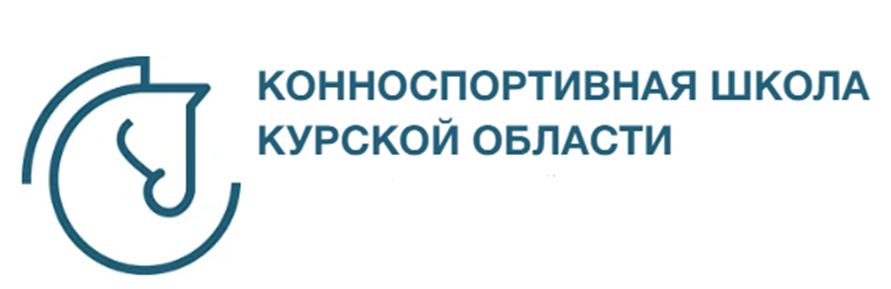 КОННОСПОРТИВНАЯ ШКОЛА
КУРСКОЙ ОБЛАСТИ